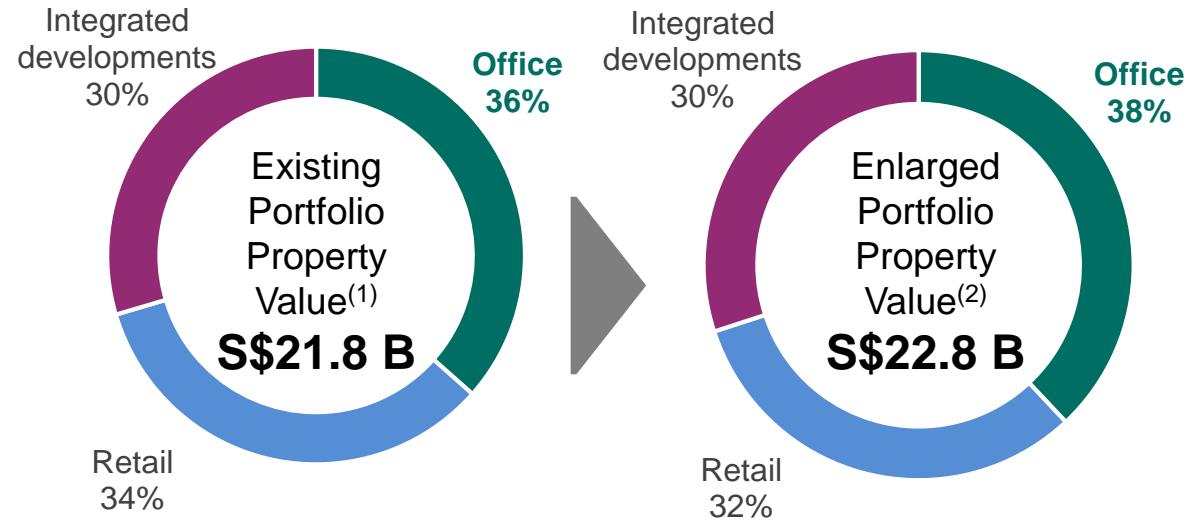 Integrated
developments
30%
Office
36%
Existing
Portfolio
Property
Value(1)
S$21.8 B
Retail
34%
Integrated
developments
30%
Office
38%
Enlarged
Portfolio
Property
Value(2)
S$22.8 B
Retail
32%